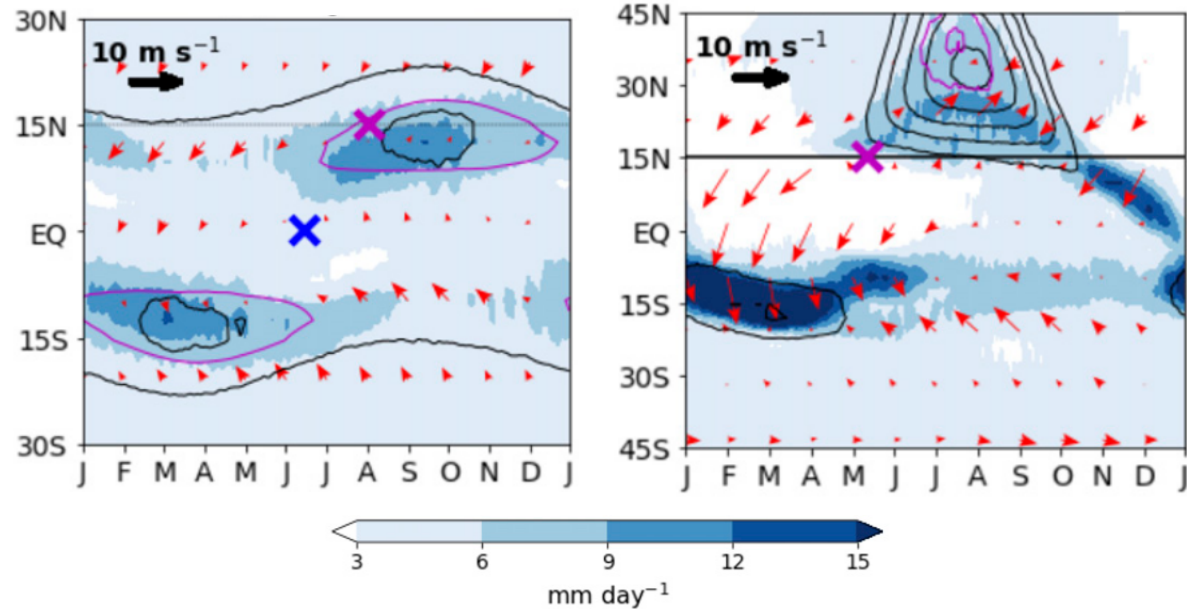 30N
15N
EQ
15S
30S
10 m s⁻¹
J F M A M J J A S O N D J
45N
30N
15N
EQ
15S
30S
45S
10 m s⁻¹
J F M A M J J A S O N D J
3 6 9 12 15
mm day⁻¹